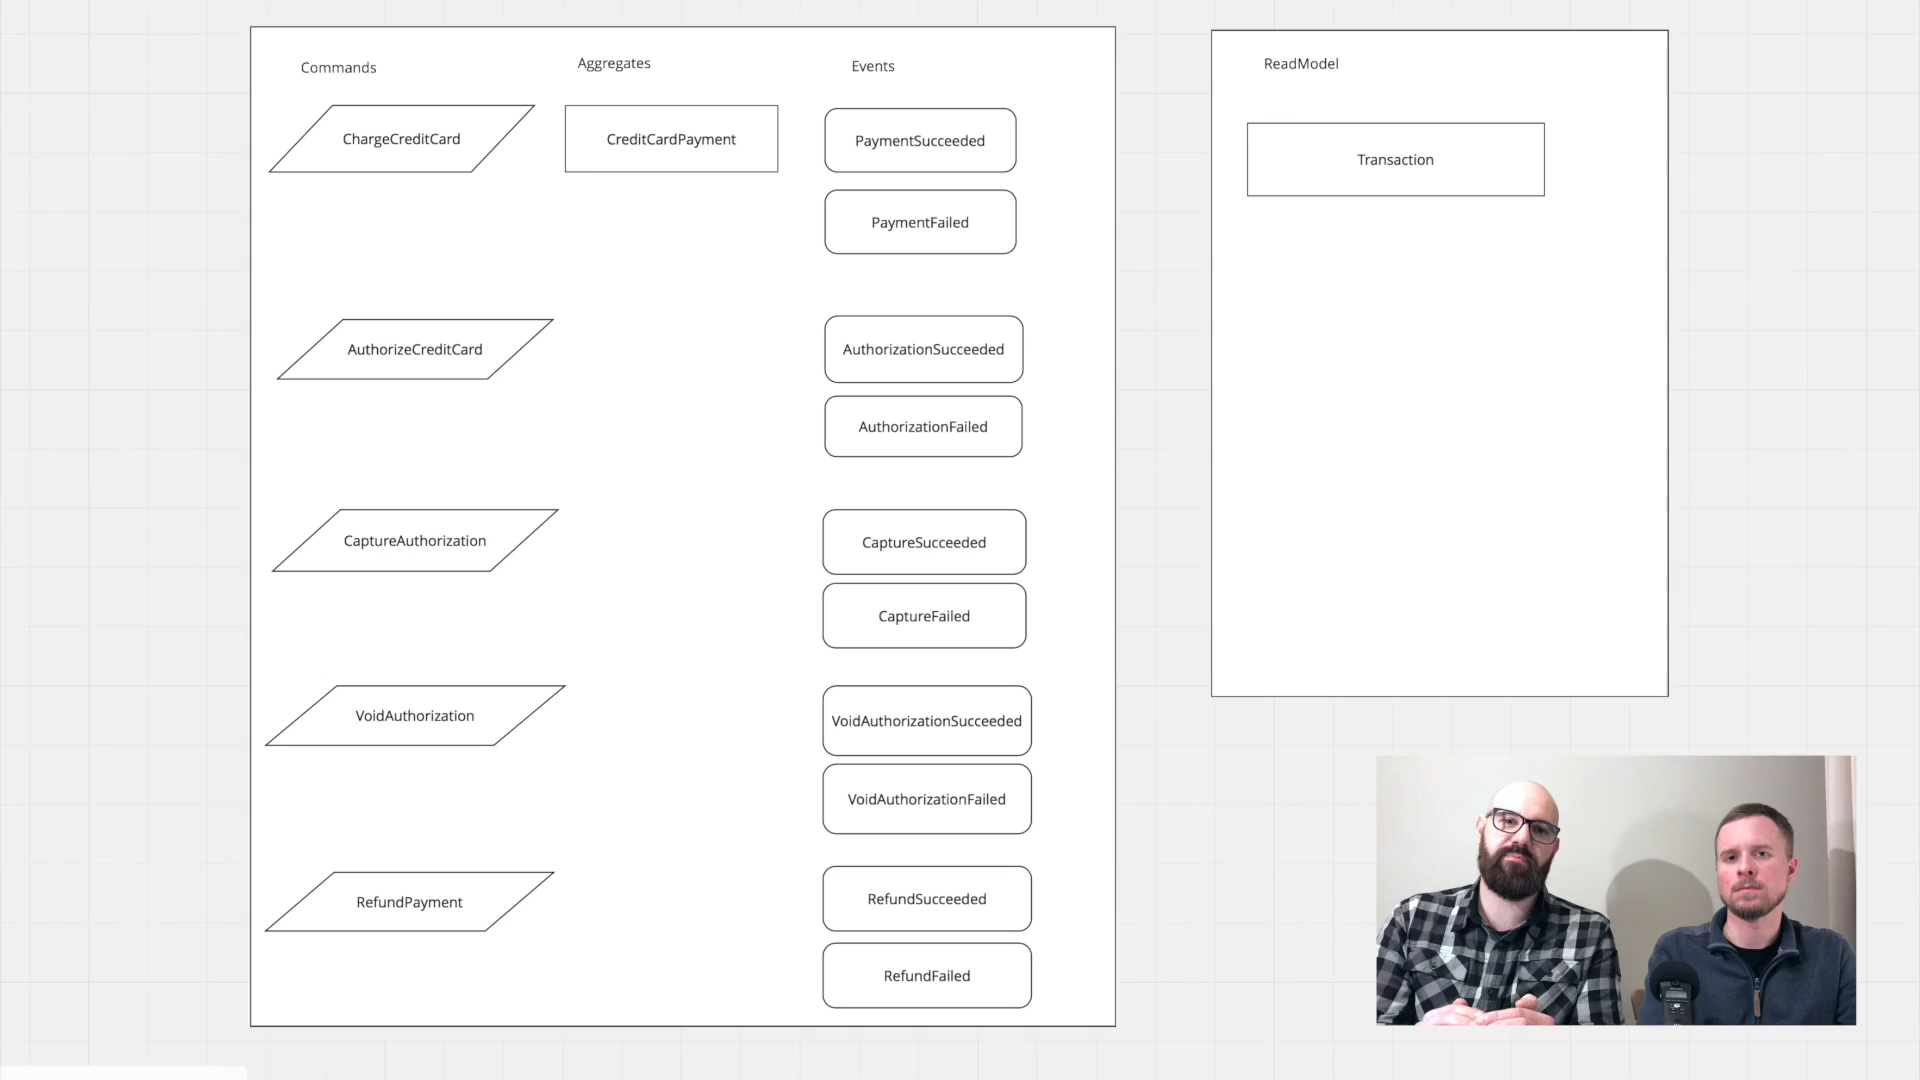 Commands
Aggregates
Events
ChargeCreditCard
CreditCardPayment
PaymentSucceeded
PaymentFailed
AuthorizeCreditCard
AuthorizationSucceeded
AuthorizationFailed
CaptureAuthorization
CaptureSucceeded
CaptureFailed
VoidAuthorization
VoidAuthorizationSucceeded
VoidAuthorizationFailed
RefundPayment
RefundSucceeded
RefundFailed
ReadModel
Transaction